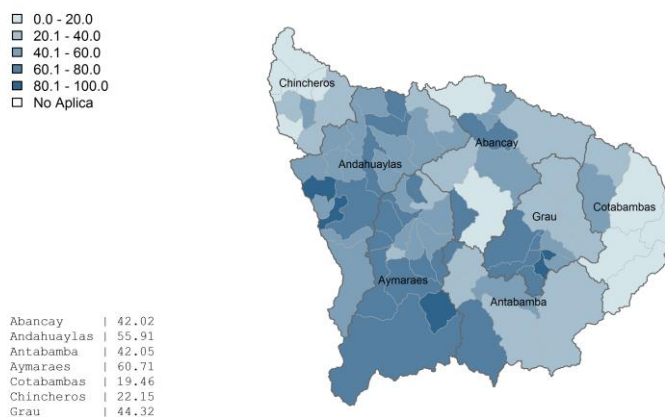 0.0 - 20.0
20.1 - 40.0
40.1 - 60.0
60.1 - 80.0
80.1 - 100.0
No Aplica
Chincheros
Abancay
Andahuaylas
Cotabambas
Grau
Aymaraes
Antabamba
Abancay | 42.02
Andahuaylas | 55.91
Antabamba | 42.05
Aymaraes | 60.71
Cotabambas | 19.46
Chincheros | 22.15
Grau | 44.32